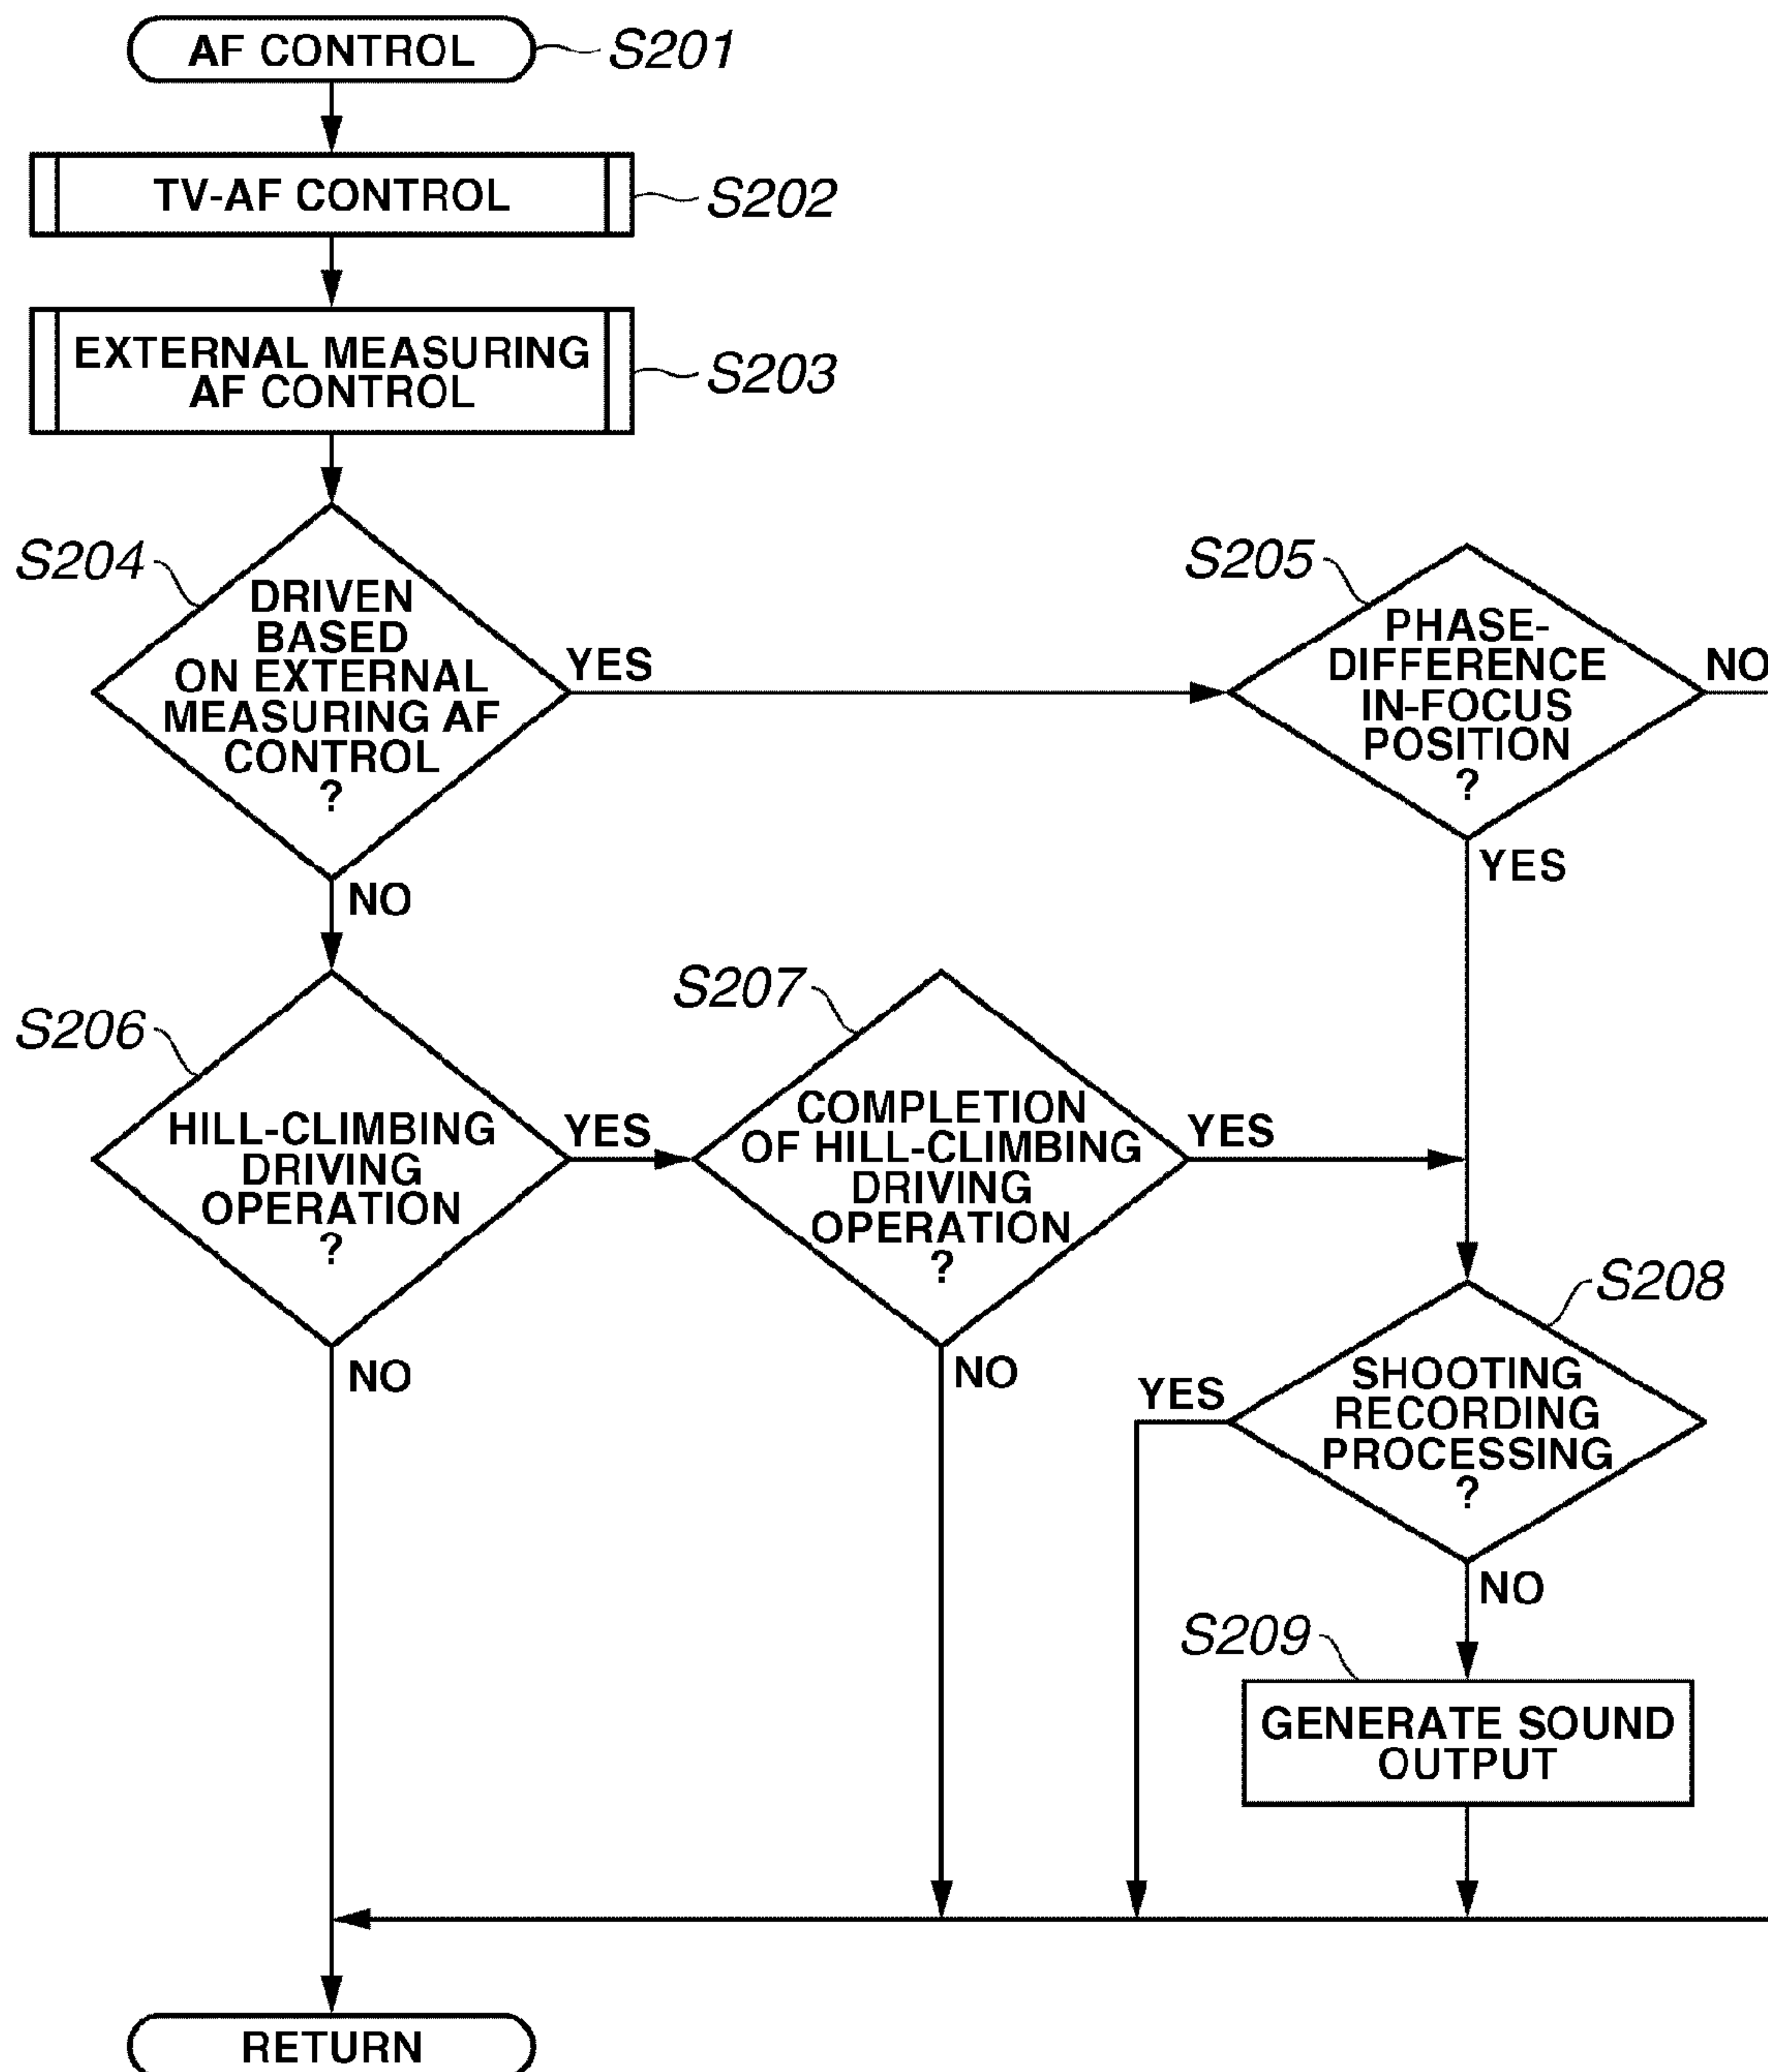 AF CONTROL
S201
TV-AF CONTROL
S202
EXTERNAL MEASURING
AF CONTROL
S203
S204
DRIVEN
BASED
ON EXTERNAL
MEASURING AF
CONTROL
?
YES
NO
S205
PHASE-
DIFFERENCE
IN-FOCUS
POSITION
?
NO
YES
S206
HILL-CLIMBING
DRIVING
OPERATION
?
YES
NO
S207
COMPLETION
OF HILL-CLIMBING
DRIVING
OPERATION
?
YES
NO
S208
SHOOTING
RECORDING
PROCESSING
?
YES
NO
S209
GENERATE SOUND
OUTPUT
RETURN